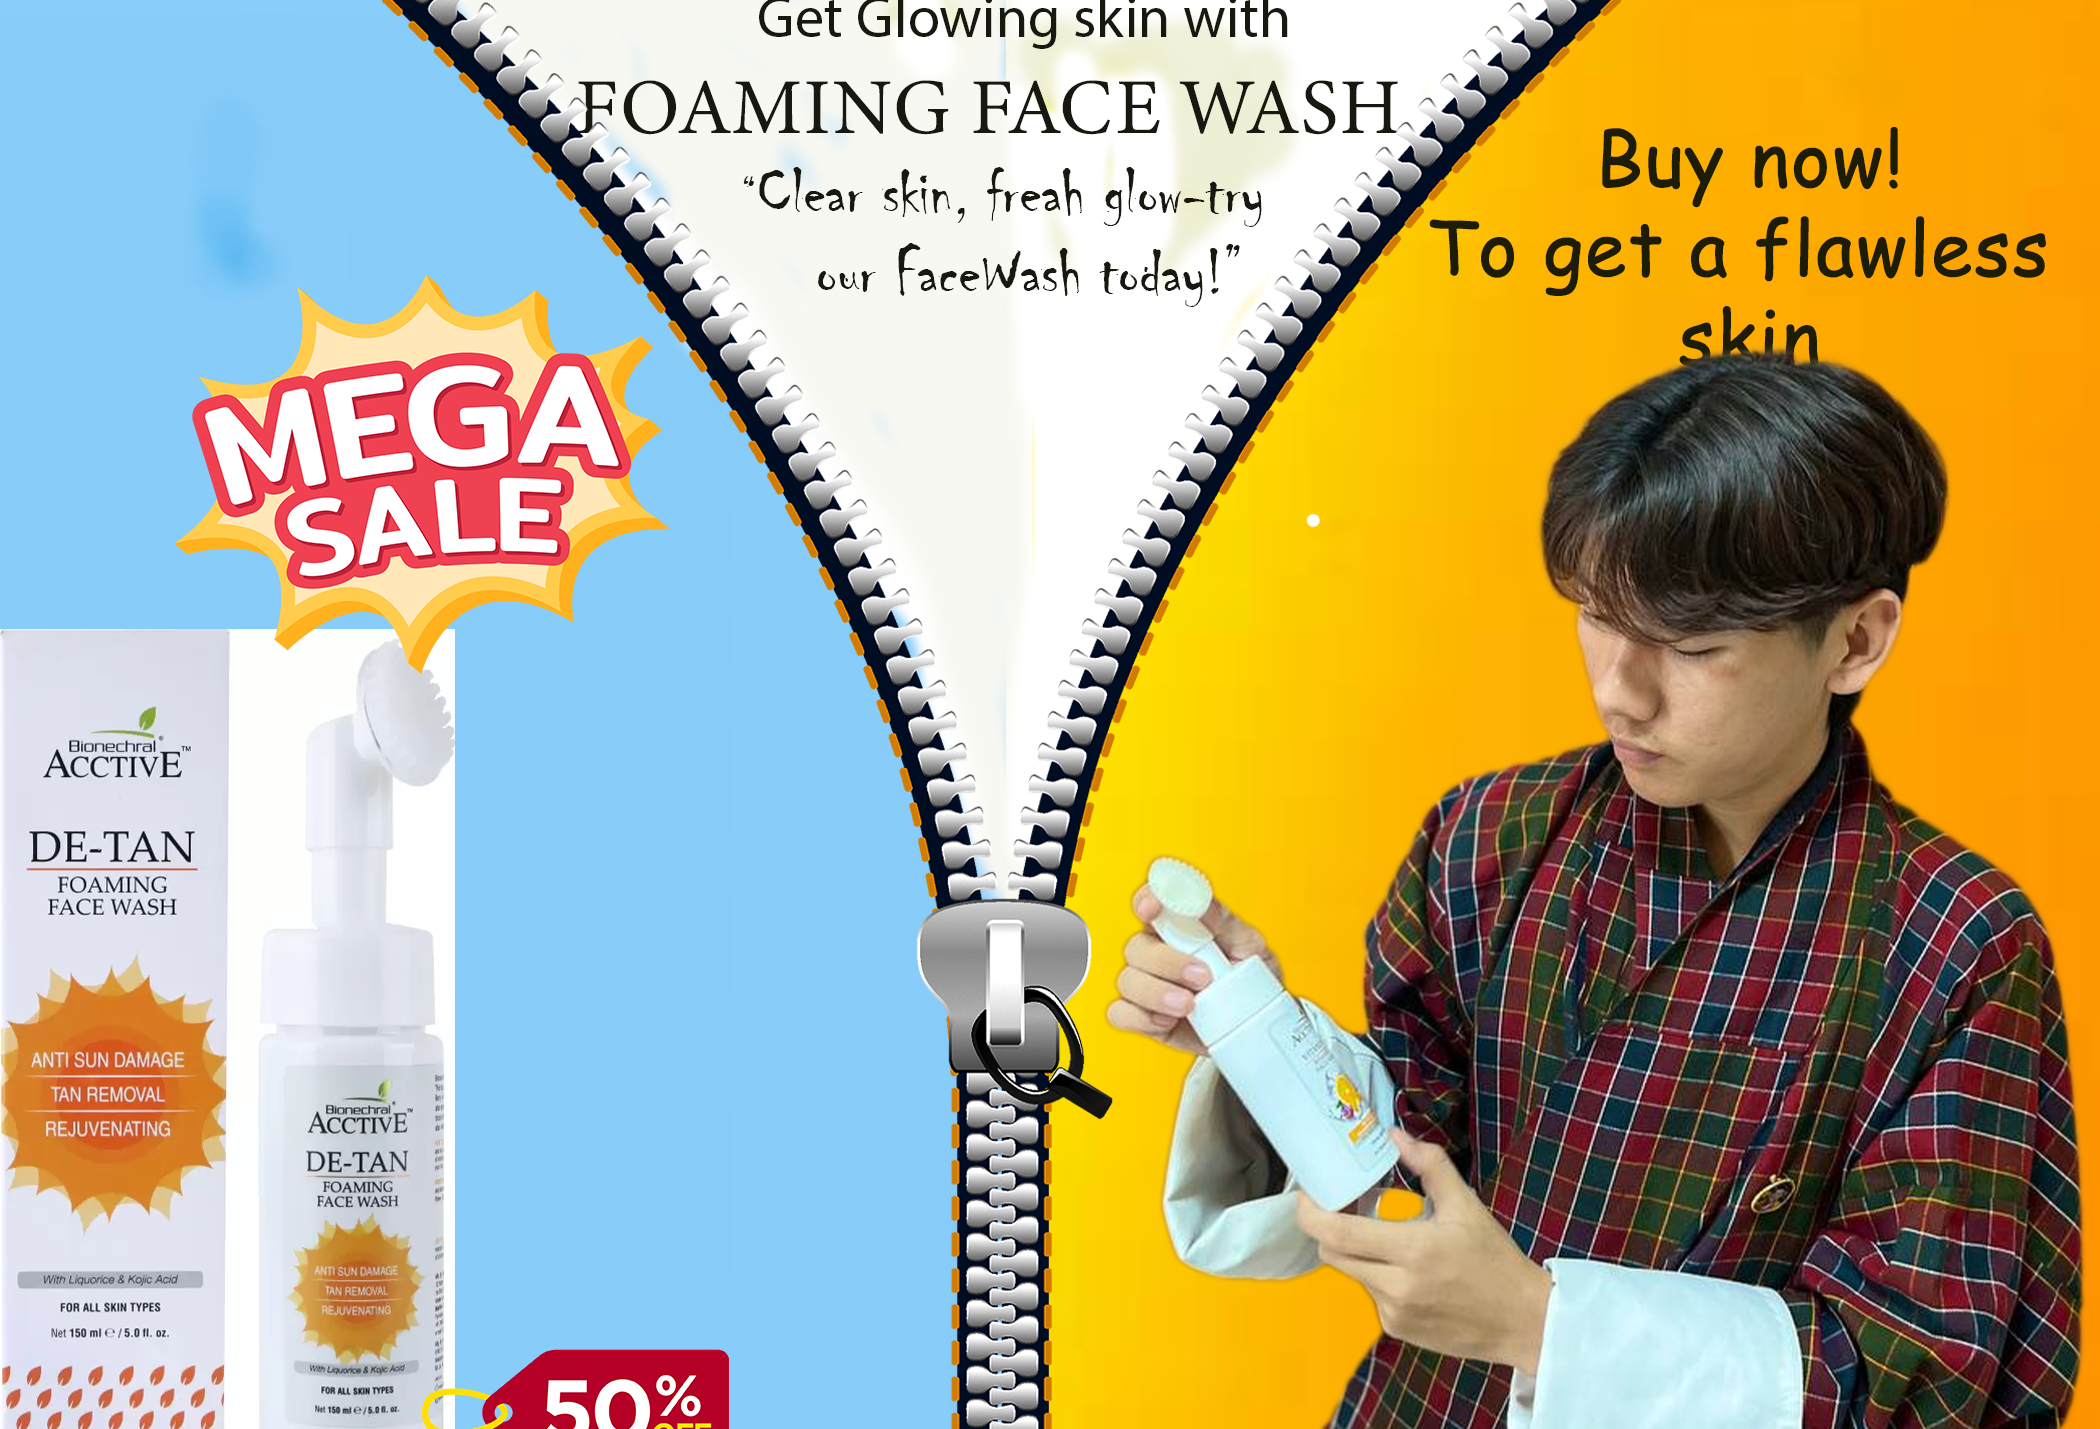 Get Glowing skin with
FOAMING FACE WASH
“Clear skin, freah glow-try
our FaceWash today!”
Buy now!
To get a flawless
skin
MEGA
SALE
Bionechral®
ACCTIVE™
DE-TAN
FOAMING
FACE WASH
ANTI SUN DAMAGE
TAN REMOVAL
REJUVENATING
With Liquorice & Kojic Acid
FOR ALL SKIN TYPES
Net 150 ml ℮ / 5.0 fl. oz.
Bionechral®
ACCTIVE™
DE-TAN
FOAMING
FACE WASH
ANTI SUN DAMAGE
TAN REMOVAL
REJUVENATING
With Liquorice & Kojic Acid
FOR ALL SKIN TYPES
Net 150 ml ℮ / 5.0 fl. oz.
50%
OFF